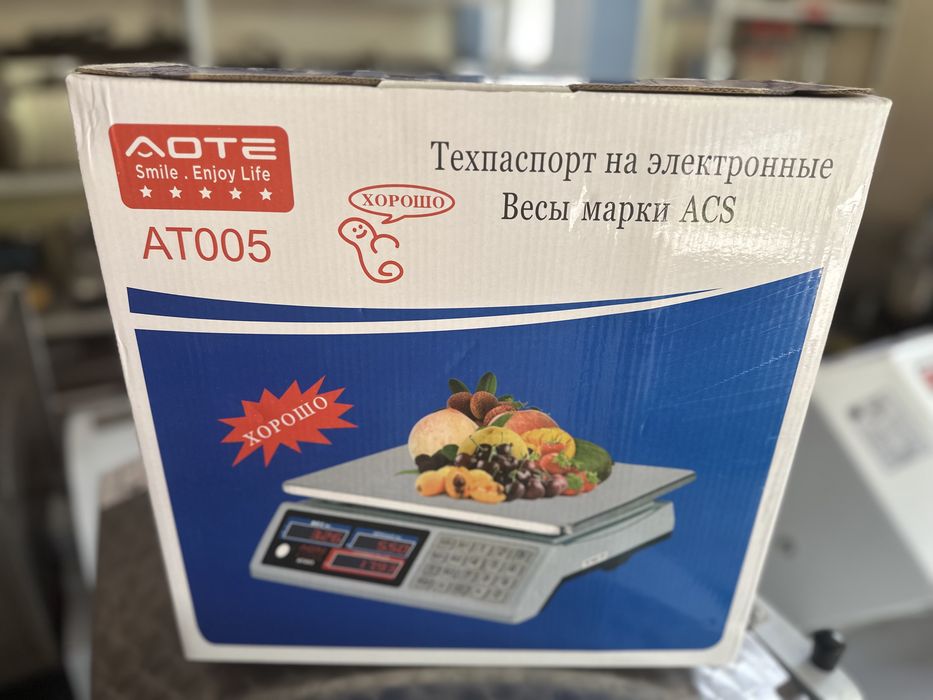 AOTE
Smile . Enjoy Life
AT005
ХОРОШО
Техпаспорт на электронные
Весы марки ACS
ХОРОШО